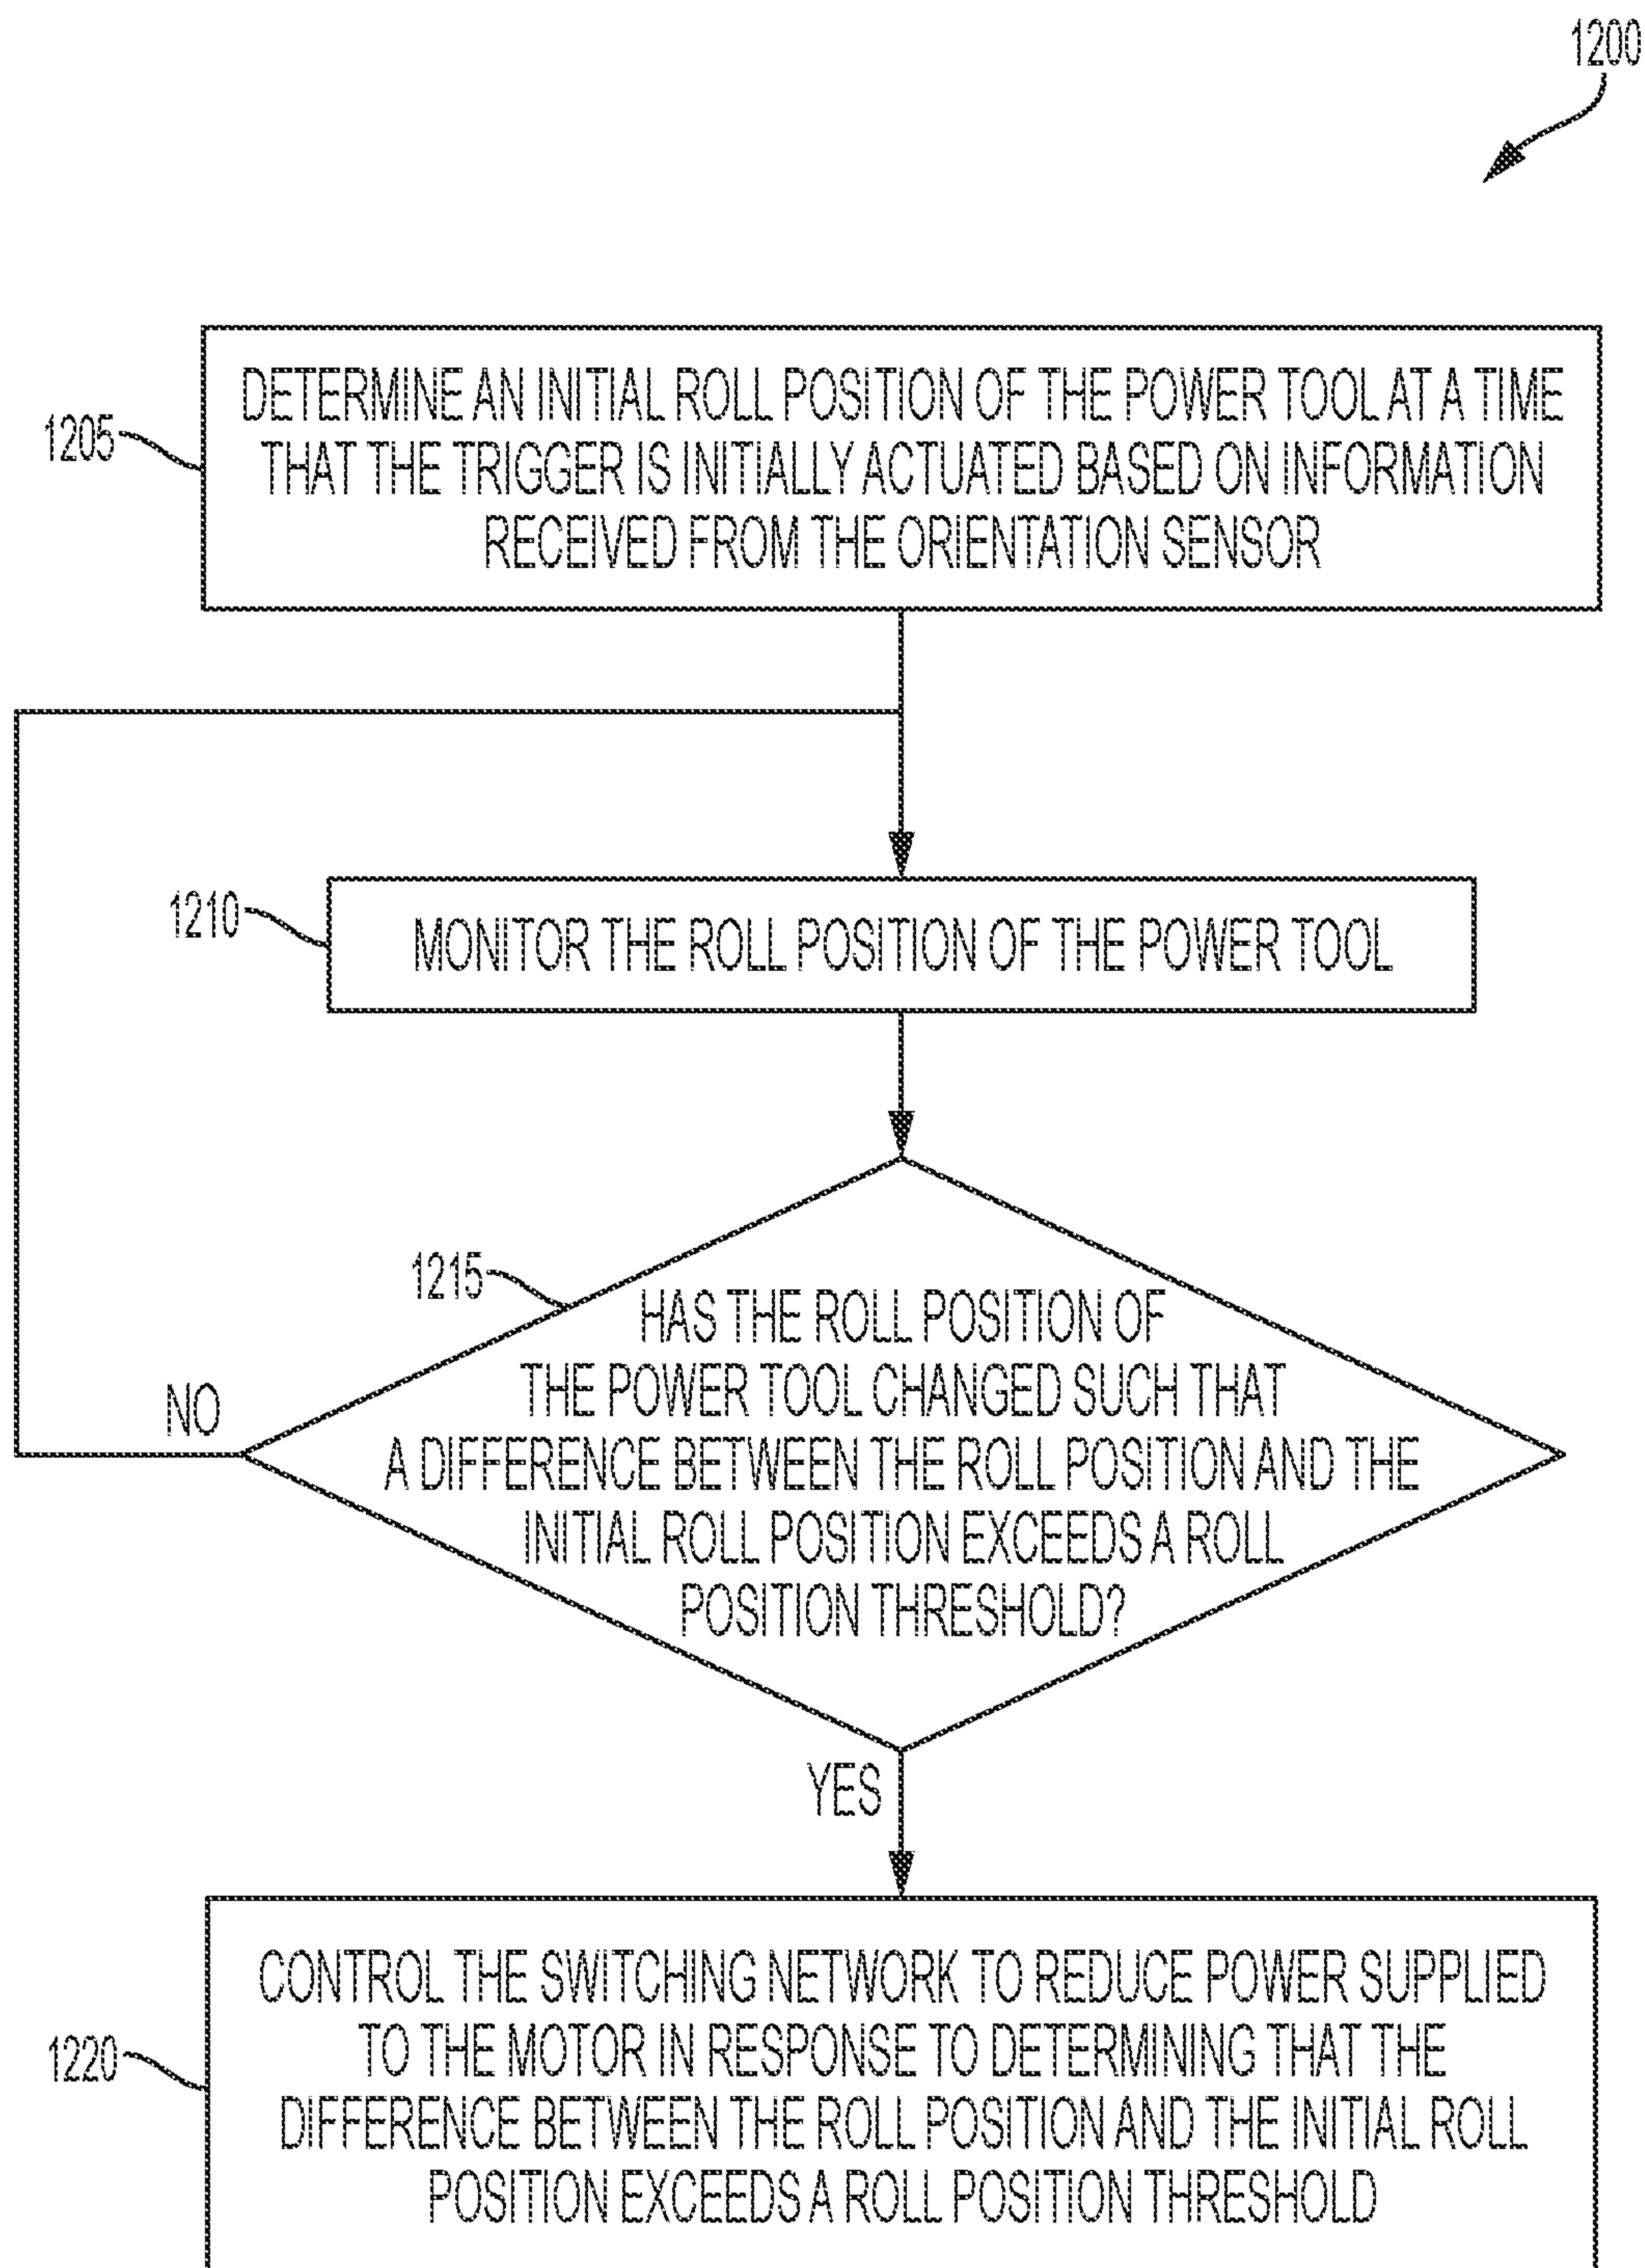 1200
1205
DETERMINE AN INITIAL ROLL POSITION OF THE POWER TOOL AT A TIME
THAT THE TRIGGER IS INITIALLY ACTUATED BASED ON INFORMATION
RECEIVED FROM THE ORIENTATION SENSOR
1210
MONITOR THE ROLL POSITION OF THE POWER TOOL
1215
HAS THE ROLL POSITION OF
THE POWER TOOL CHANGED SUCH THAT
A DIFFERENCE BETWEEN THE ROLL POSITION AND THE
INITIAL ROLL POSITION EXCEEDS A ROLL
POSITION THRESHOLD?
NO
YES
1220
CONTROL THE SWITCHING NETWORK TO REDUCE POWER SUPPLIED
TO THE MOTOR IN RESPONSE TO DETERMINING THAT THE
DIFFERENCE BETWEEN THE ROLL POSITION AND THE INITIAL ROLL
POSITION EXCEEDS A ROLL POSITION THRESHOLD